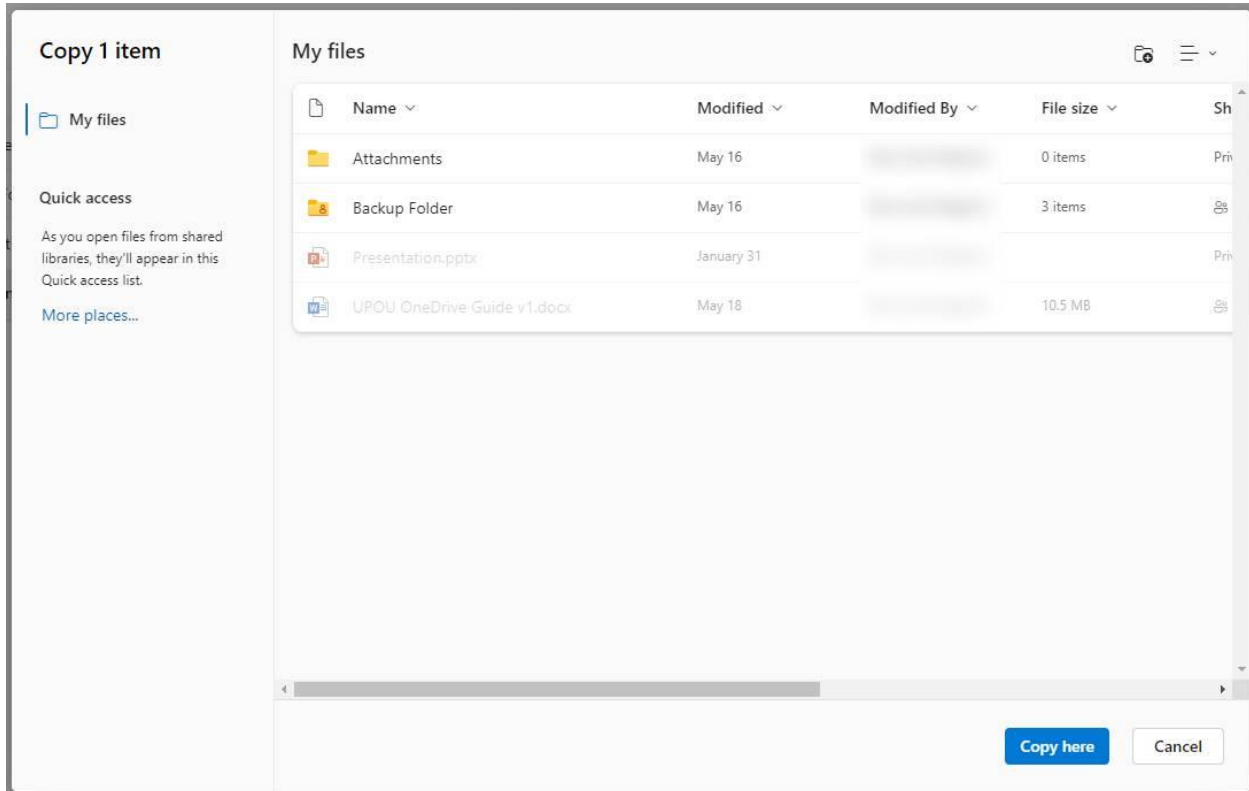 Copy 1 item
My files
Quick access
As you open files from shared
libraries, they'll appear in this
Quick access list.
More places...
My files
Name Modified Modified By File size Sh
Attachments May 16 0 items Priv
Backup Folder May 16 3 items
Presentation.pptx January 31 Priv
UPOU OneDrive Guide v1.docx May 18 10.5 MB
Copy here Cancel